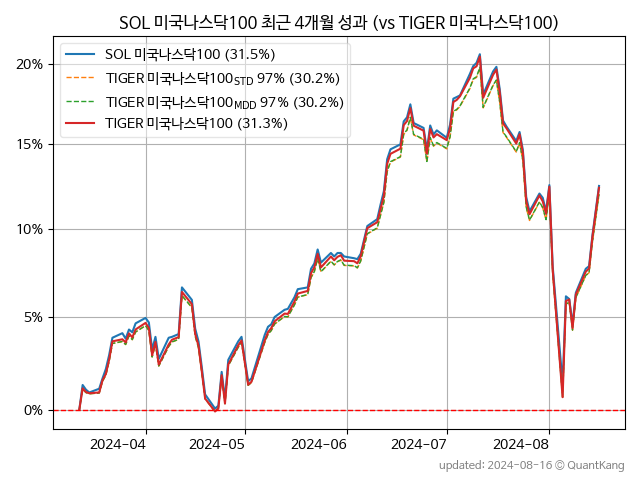 SOL 미국나스닥100 최근 4개월 성과 (vs TIGER 미국나스닥100)
SOL 미국나스닥100 (31.5%)
TIGER 미국나스닥100STD 97% (30.2%)
TIGER 미국나스닥100MDD 97% (30.2%)
TIGER 미국나스닥100 (31.3%)
20%
15%
10%
5%
0%
2024-04
2024-05
2024-06
2024-07
2024-08
updated: 2024-08-16 © QuantKang